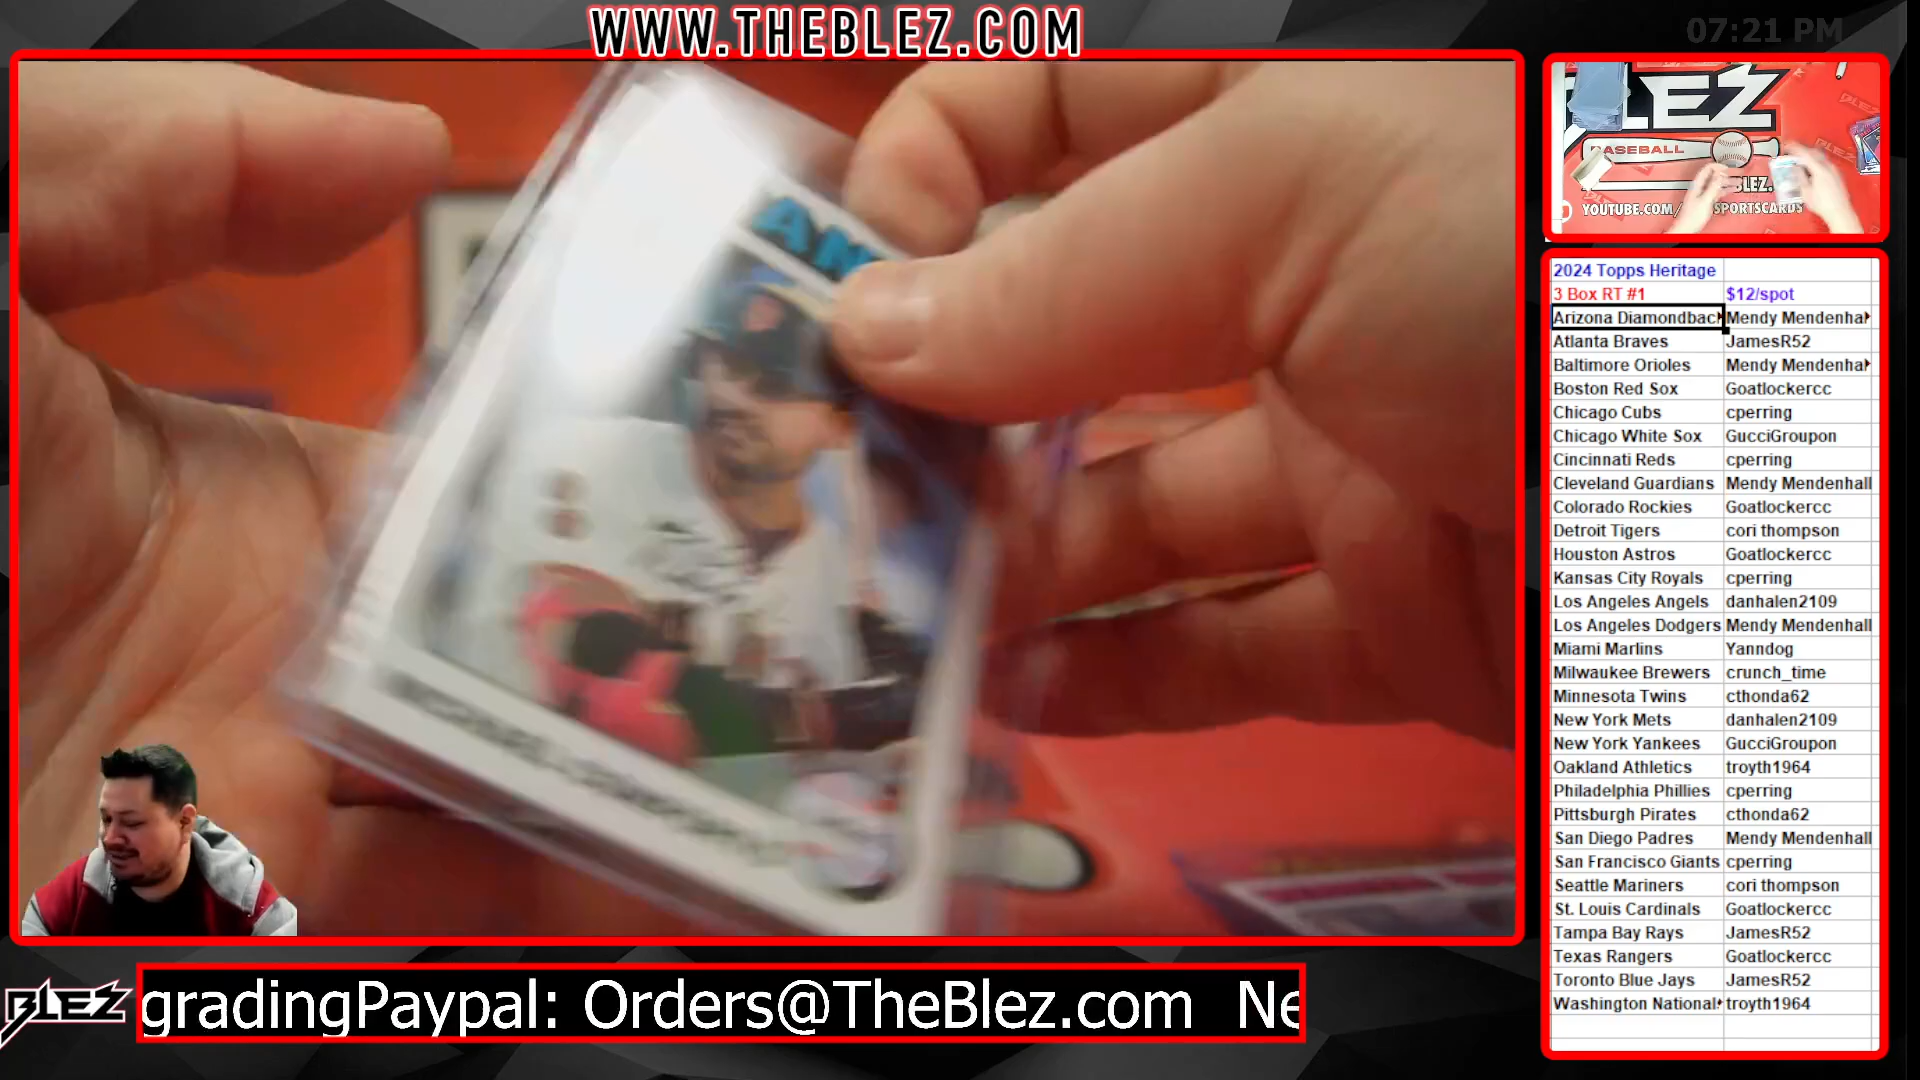 WWW.THEBLEZ.COM
07:21 PM
LEZ
BASEBALL
BLEZ.
YOUTUBE.COM/ SPORTSCARDS
AM
2024 Topps Heritage
3 Box RT #1 $12/spot
Arizona Diamondback Mendy Mendenhal
Atlanta Braves JamesR52
Baltimore Orioles Mendy Mendenhal
Boston Red Sox Goatlockercc
Chicago Cubs cperring
Chicago White Sox GucciGroupon
Cincinnati Reds cperring
Cleveland Guardians Mendy Mendenhall
Colorado Rockies Goatlockercc
Detroit Tigers cori thompson
Houston Astros Goatlockercc
Kansas City Royals cperring
Los Angeles Angels danhalen2109
Los Angeles Dodgers Mendy Mendenhall
Miami Marlins Yanndog
Milwaukee Brewers crunch_time
Minnesota Twins cthonda62
New York Mets danhalen2109
New York Yankees GucciGroupon
Oakland Athletics troyth1964
Philadelphia Phillies cperring
Pittsburgh Pirates cthonda62
San Diego Padres Mendy Mendenhall
San Francisco Giants cperring
Seattle Mariners cori thompson
St. Louis Cardinals Goatlockercc
Tampa Bay Rays JamesR52
Texas Rangers Goatlockercc
Toronto Blue Jays JamesR52
Washington National troyth1964
BLEZ
gradingPaypal: Orders@TheBlez.com Ne